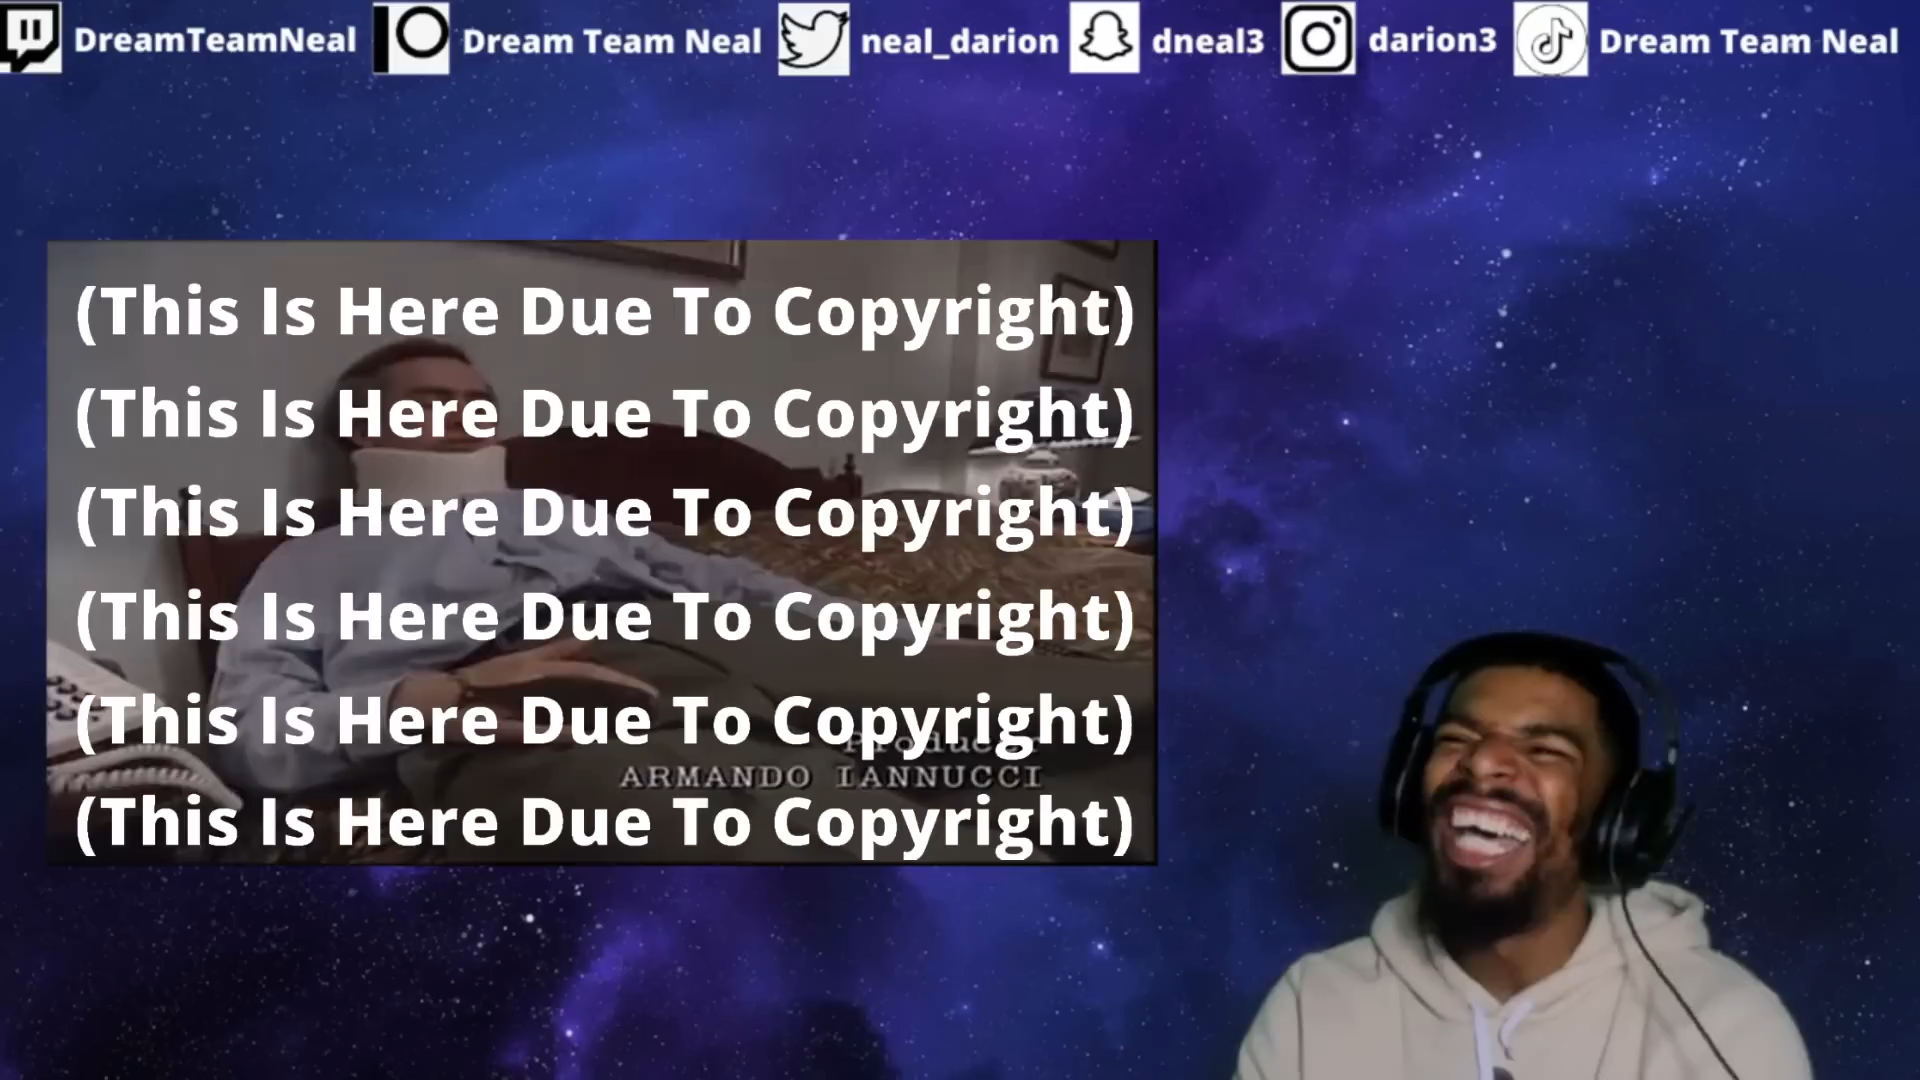 DreamTeamNeal Dream Team Neal neal_darion dneal3 darion3 Dream Team Neal
(This Is Here Due To Copyright)
(This Is Here Due To Copyright)
(This Is Here Due To Copyright)
(This Is Here Due To Copyright)
(This Is Here Due To Copyright)
Producer
ARMANDO IANNUCCI
(This Is Here Due To Copyright)